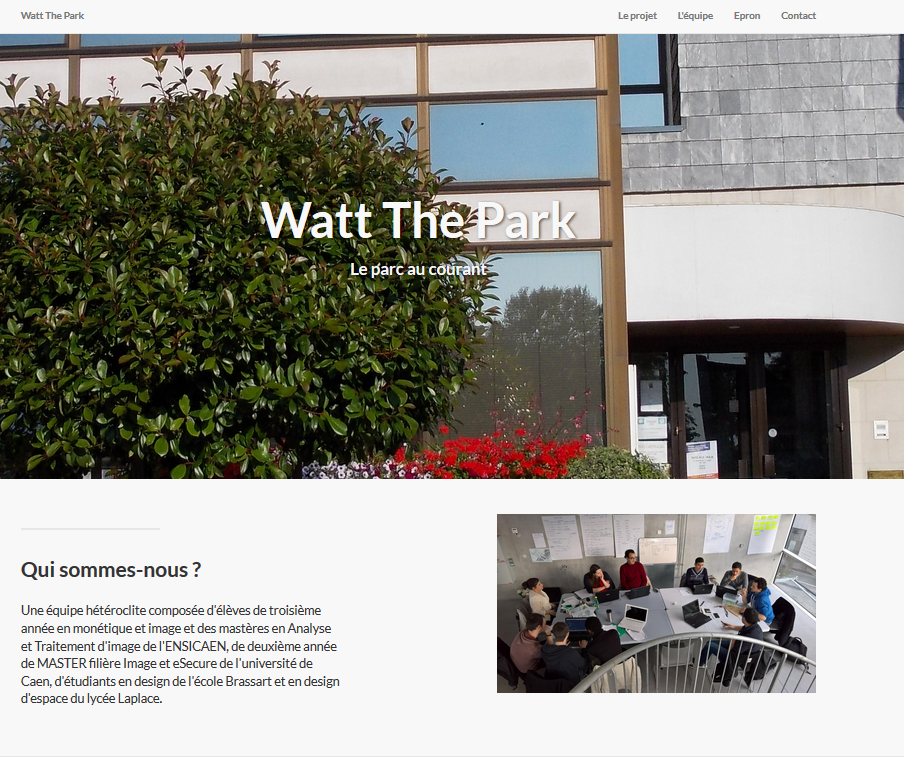 Watt The Park
Le projet L'équipe Epron Contact
Watt The Park
Le parc au courant
Qui sommes-nous ?
Une équipe hétéroclite composée d'élèves de troisième
année en monétique et image et des mastères en Analyse
et Traitement d'image de l'ENSICAEN, de deuxième année
de MASTER filière Image et eSecure de l'université de
Caen, d'étudiants en design de l'école Brassart et en design
d'espace du lycée Laplace.